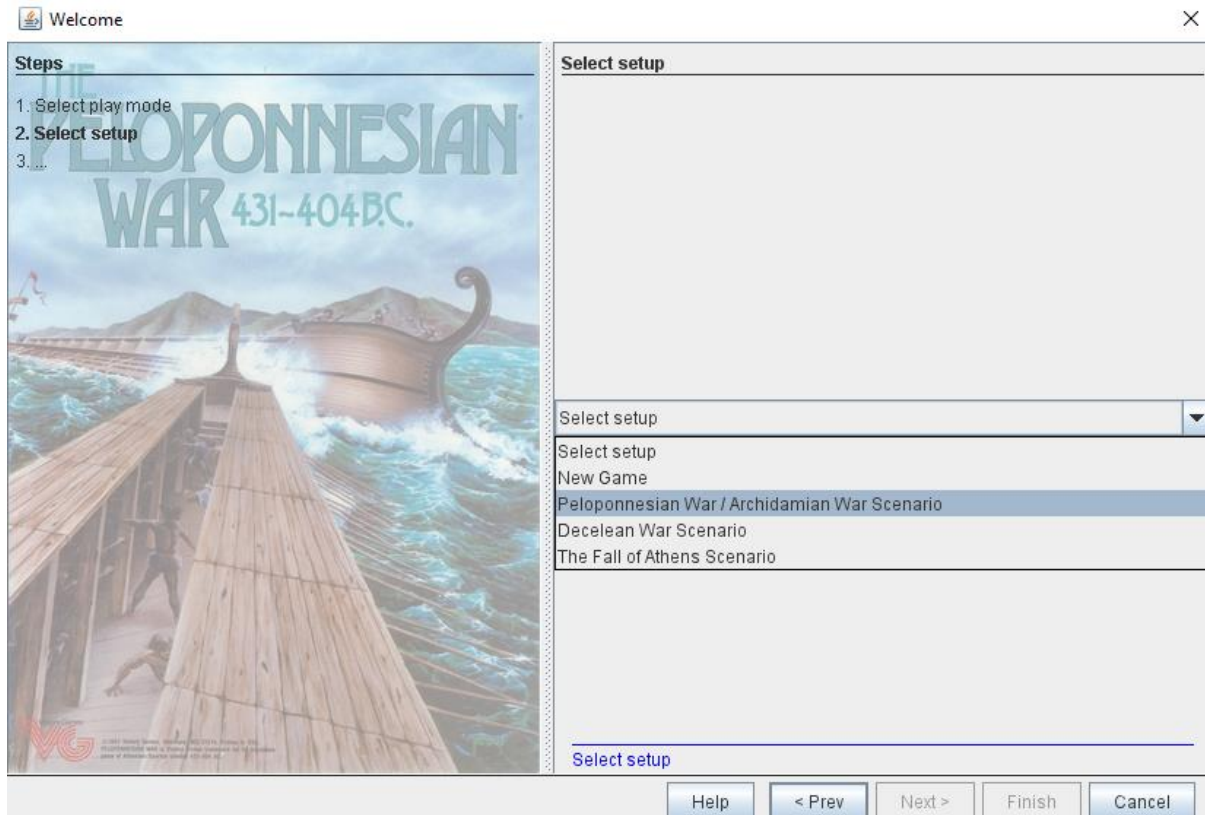 Welcome
Steps
1. Select play mode
2. Select setup
3. ...
THE
PELOPONNESIAN
WAR 431-404 B.C.
VG
Select setup
Select setup
Select setup
New Game
Peloponnesian War / Archidamian War Scenario
Decelean War Scenario
The Fall of Athens Scenario
Select setup
Help
< Prev
Next >
Finish
Cancel